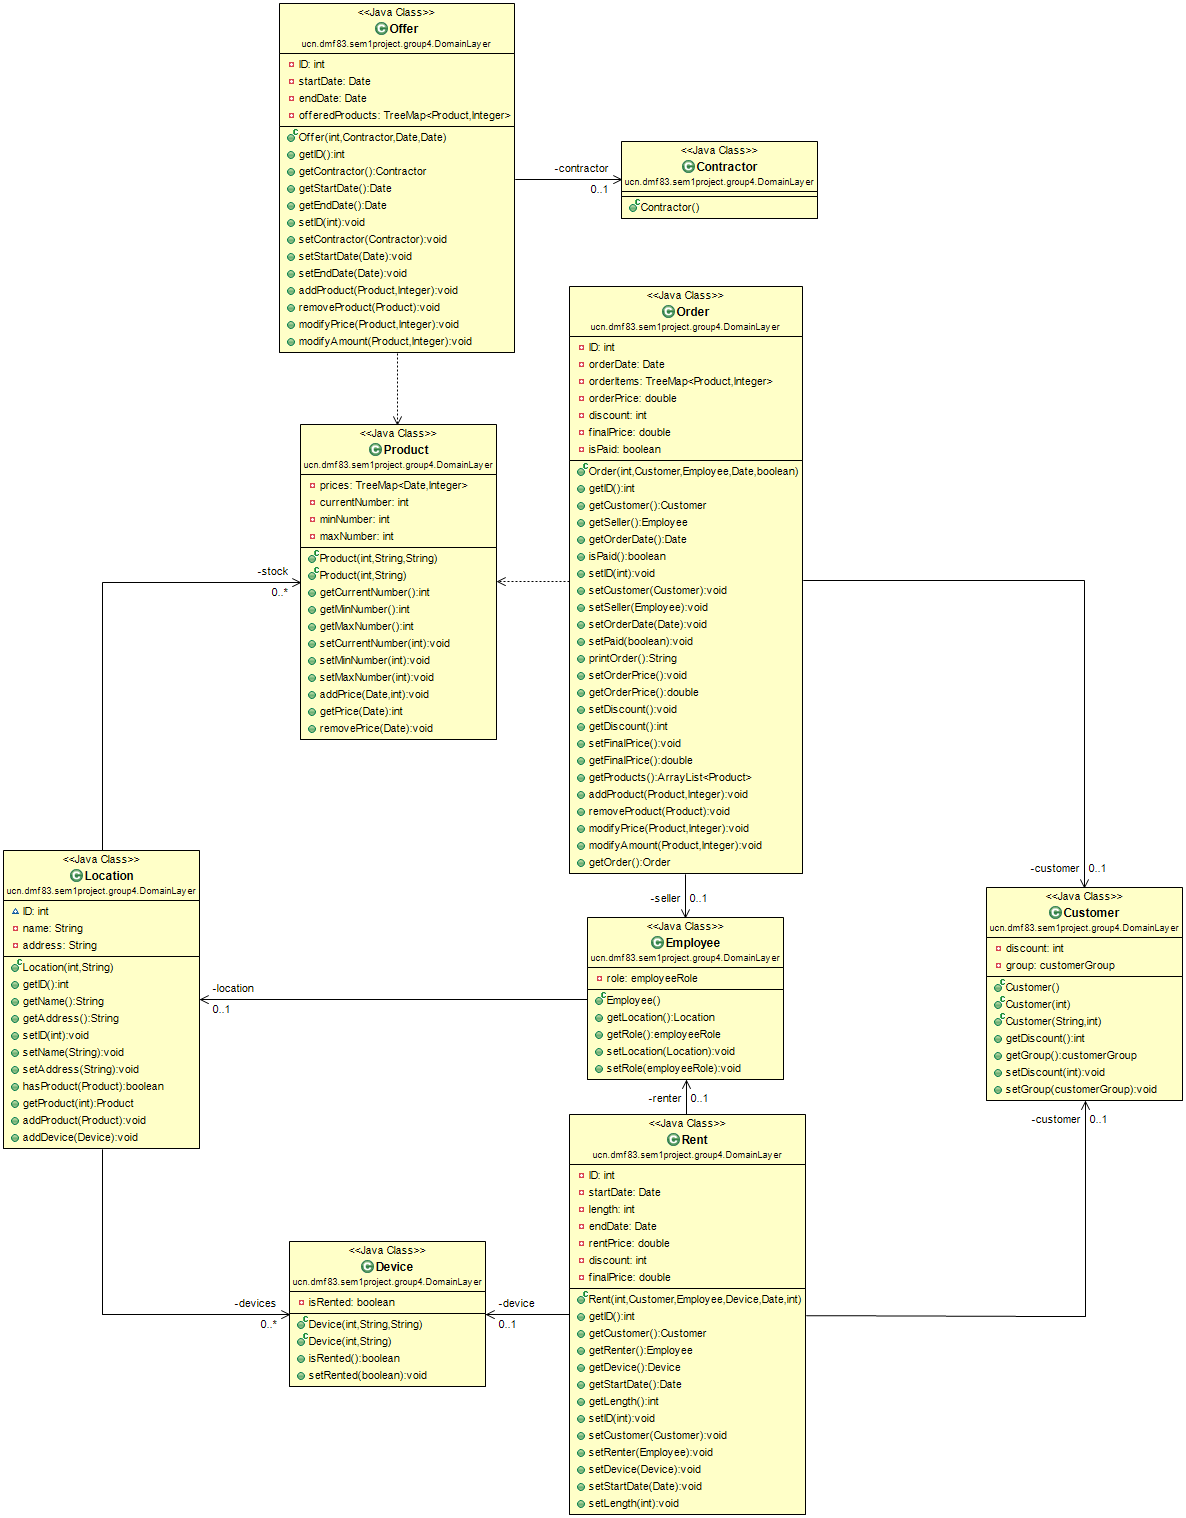 <<Java Class>>
Offer
ucn.dmf83.sem1project.group4.DomainLayer
ID: int
startDate: Date
endDate: Date
offeredProducts: TreeMap<Product,Integer>
Offer(int,Contractor,Date,Date)
getID():int
getContractor():Contractor
getStartDate():Date
getEndDate():Date
setID(int):void
setContractor(Contractor):void
setStartDate(Date):void
setEndDate(Date):void
addProduct(Product,Integer):void
removeProduct(Product):void
modifyPrice(Product,Integer):void
modifyAmount(Product,Integer):void
-contractor
0..1
<<Java Class>>
Contractor
ucn.dmf83.sem1project.group4.DomainLayer
Contractor()
<<Java Class>>
Order
ucn.dmf83.sem1project.group4.DomainLayer
ID: int
orderDate: Date
orderItems: TreeMap<Product,Integer>
orderPrice: double
discount: int
finalPrice: double
isPaid: boolean
Order(int,Customer,Employee,Date,boolean)
getID():int
getCustomer():Customer
getSeller():Employee
getOrderDate():Date
isPaid():boolean
setID(int):void
setCustomer(Customer):void
setSeller(Employee):void
setOrderDate(Date):void
setPaid(boolean):void
printOrder():String
setOrderPrice():void
getOrderPrice():double
setDiscount():void
getDiscount():int
setFinalPrice():void
getFinalPrice():double
getProducts():ArrayList<Product>
addProduct(Product,Integer):void
removeProduct(Product):void
modifyPrice(Product,Integer):void
modifyAmount(Product,Integer):void
getOrder():Order
<<Java Class>>
Product
ucn.dmf83.sem1project.group4.DomainLayer
prices: TreeMap<Date,Integer>
currentNumber: int
minNumber: int
maxNumber: int
Product(int,String,String)
Product(int,String)
getCurrentNumber():int
getMinNumber():int
getMaxNumber():int
setCurrentNumber(int):void
setMinNumber(int):void
setMaxNumber(int):void
addPrice(Date,int):void
getPrice(Date):int
removePrice(Date):void
-stock
0..*
<<Java Class>>
Location
ucn.dmf83.sem1project.group4.DomainLayer
ID: int
name: String
address: String
Location(int,String)
getID():int
getName():String
getAddress():String
setID(int):void
setName(String):void
setAddress(String):void
hasProduct(Product):boolean
getProduct(int):Product
addProduct(Product):void
addDevice(Device):void
-seller
0..1
-customer
0..1
<<Java Class>>
Employee
ucn.dmf83.sem1project.group4.DomainLayer
role: employeeRole
Employee()
getLocation():Location
getRole():employeeRole
setLocation(Location):void
setRole(employeeRole):void
-location
0..1
<<Java Class>>
Customer
ucn.dmf83.sem1project.group4.DomainLayer
discount: int
group: customerGroup
Customer()
Customer(int)
Customer(String,int)
getDiscount():int
getGroup():customerGroup
setDiscount(int):void
setGroup(customerGroup):void
-renter
0..1
-customer
0..1
<<Java Class>>
Rent
ucn.dmf83.sem1project.group4.DomainLayer
ID: int
startDate: Date
length: int
endDate: Date
rentPrice: double
discount: int
finalPrice: double
Rent(int,Customer,Employee,Device,Date,int)
getID():int
getCustomer():Customer
getRenter():Employee
getDevice():Device
getStartDate():Date
getLength():int
setID(int):void
setCustomer(Customer):void
setRenter(Employee):void
setDevice(Device):void
setStartDate(Date):void
setLength(int):void
<<Java Class>>
Device
ucn.dmf83.sem1project.group4.DomainLayer
isRented: boolean
Device(int,String,String)
Device(int,String)
isRented():boolean
setRented(boolean):void
-devices
0..*
-device
0..1